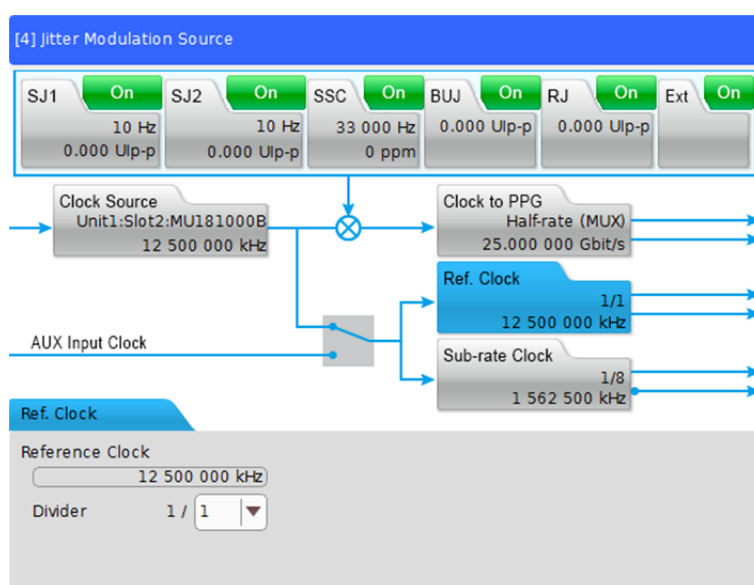 [4] Jitter Modulation Source
SJ1 On SJ2 On SSC On BUJ On RJ On Ext On
10 Hz 10 Hz 33 000 Hz 0.000 UIp-p 0.000 UIp-p
0.000 UIp-p 0.000 UIp-p 0 ppm
Clock Source
Unit1:Slot2:MU181000B
12 500 000 kHz
Clock to PPG
Half-rate (MUX)
25.000 000 Gbit/s
Ref. Clock
1/1
12 500 000 kHz
AUX Input Clock
Sub-rate Clock
1/8
1 562 500 kHz
Ref. Clock
Reference Clock
12 500 000 kHz
Divider 1 / 1